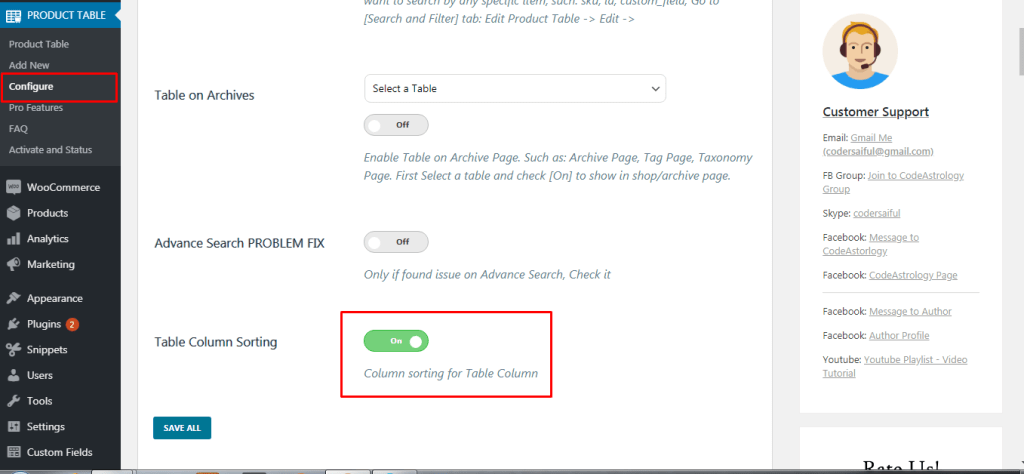 PRODUCT TABLE
Product Table
Add New
Configure
Pro Features
FAQ
Activate and Status
WooCommerce
Products
Analytics
Marketing
Appearance
Plugins 2
Snippets
Users
Tools
Settings
Custom Fields
want to search by any specific item, such: sku, id, custom_field, Go to
[Search and Filter] tab: Edit Product Table -> Edit ->
Table on Archives
Select a Table
Off
Enable Table on Archive Page. Such as: Archive Page, Tag Page, Taxonomy
Page. First Select a table and check [On] to show in shop/archive page.
Advance Search PROBLEM FIX
Off
Only if found issue on Advance Search, Check it
Table Column Sorting
On
Column sorting for Table Column
SAVE ALL
Customer Support
Email: Gmail Me
(codersaiful@gmail.com)
FB Group: Join to CodeAstrology
Group
Skype: codersaiful
Facebook: Message to
CodeAstorlogy
Facebook: CodeAstrology Page
Facebook: Message to Author
Facebook: Author Profile
Youtube: Youtube Playlist - Video
Tutorial
Rate Us!